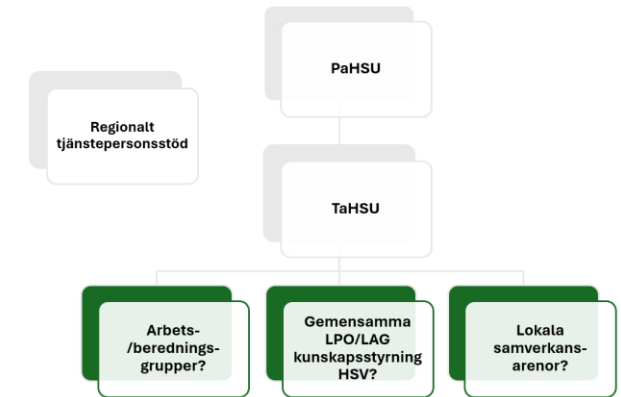 PaHSU
Regionalt
tjänstepersonsstöd
TaHSU
Arbets-
/berednings-
grupper?
Gemensamma
LPO/LAG
kunskapsstyrning
HSV?
Lokala
samverkans-
arenor?